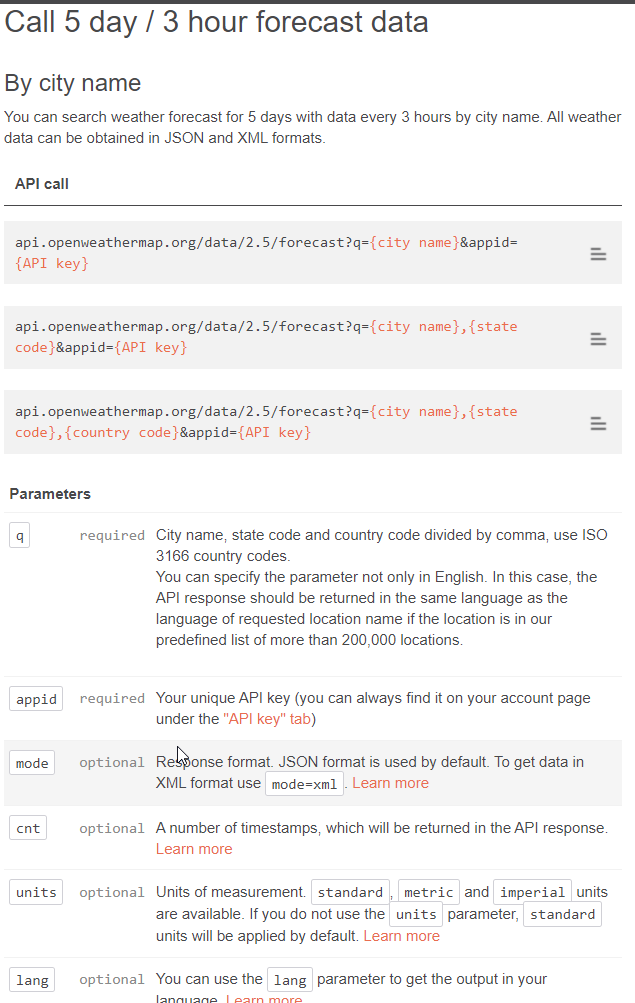 Call 5 day / 3 hour forecast data
By city name
You can search weather forecast for 5 days with data every 3 hours by city name. All weather
data can be obtained in JSON and XML formats.
API call
api.openweathermap.org/data/2.5/forecast?q={city name}&appid=
{API key}
api.openweathermap.org/data/2.5/forecast?q={city name},{state
code}&appid={API key}
api.openweathermap.org/data/2.5/forecast?q={city name},{state
code},{country code}&appid={API key}
Parameters
q required City name, state code and country code divided by comma, use ISO
3166 country codes.
You can specify the parameter not only in English. In this case, the
API response should be returned in the same language as the
language of requested location name if the location is in our
predefined list of more than 200,000 locations.
appid required Your unique API key (you can always find it on your account page
under the "API key" tab)
mode optional Response format. JSON format is used by default. To get data in
XML format use mode=xml. Learn more
cnt optional A number of timestamps, which will be returned in the API response.
Learn more
units optional Units of measurement. standard, metric and imperial units
are available. If you do not use the units parameter, standard
units will be applied by default. Learn more
lang optional You can use the lang parameter to get the output in your
language. Learn more